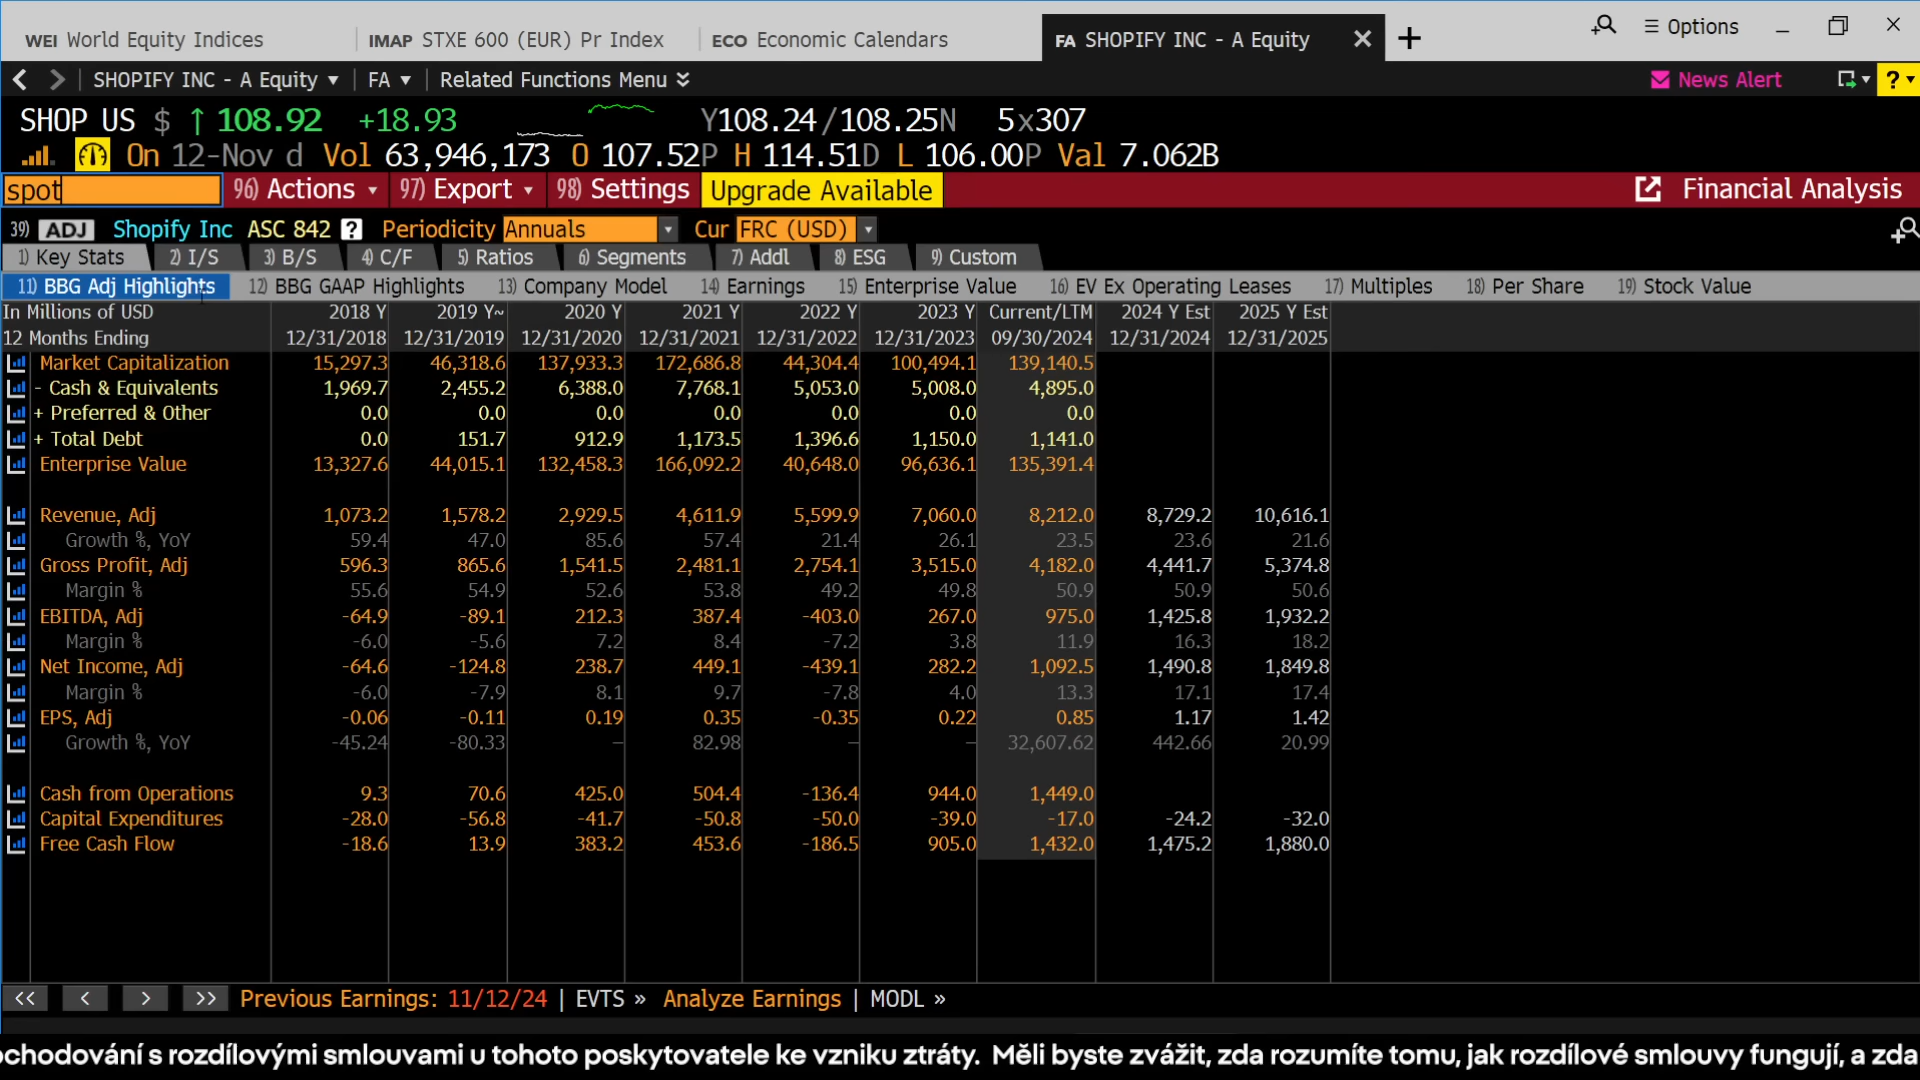 WEI World Equity Indices IMAP STXE 600 (EUR) Pr Index ECO Economic Calendars FA SHOPIFY INC - A Equity ✕ + ☰ Options
SHOPIFY INC - A Equity ▾ FA ▾ Related Functions Menu News Alert ? ▾
SHOP US $ ↑ 108.92 +18.93 Y108.24/108.25N 5x307
On 12-Nov d Vol 63,946,173 O 107.52P H 114.51D L 106.00P Val 7.062B
spot 96) Actions ▾ 97) Export ▾ 98) Settings Upgrade Available Financial Analysis
39) ADJ Shopify Inc ASC 842 ? Periodicity Annuals Cur FRC (USD)
1) Key Stats 2) I/S 3) B/S 4) C/F 5) Ratios 6) Segments 7) Addl 8) ESG 9) Custom
11) BBG Adj Highlights 12) BBG GAAP Highlights 13) Company Model 14) Earnings 15) Enterprise Value 16) EV Ex Operating Leases 17) Multiples 18) Per Share 19) Stock Value
In Millions of USD 2018 Y 2019 Y~ 2020 Y 2021 Y 2022 Y 2023 Y Current/LTM 2024 Y Est 2025 Y Est
12 Months Ending 12/31/2018 12/31/2019 12/31/2020 12/31/2021 12/31/2022 12/31/2023 09/30/2024 12/31/2024 12/31/2025
Market Capitalization 15,297.3 46,318.6 137,933.3 172,686.8 44,304.4 100,494.1 139,140.5
- Cash & Equivalents 1,969.7 2,455.2 6,388.0 7,768.1 5,053.0 5,008.0 4,895.0
+ Preferred & Other 0.0 0.0 0.0 0.0 0.0 0.0 0.0
+ Total Debt 0.0 151.7 912.9 1,173.5 1,396.6 1,150.0 1,141.0
Enterprise Value 13,327.6 44,015.1 132,458.3 166,092.2 40,648.0 96,636.1 135,391.4
Revenue, Adj 1,073.2 1,578.2 2,929.5 4,611.9 5,599.9 7,060.0 8,212.0 8,729.2 10,616.1
Growth %, YoY 59.4 47.0 85.6 57.4 21.4 26.1 23.5 23.6 21.6
Gross Profit, Adj 596.3 865.6 1,541.5 2,481.1 2,754.1 3,515.0 4,182.0 4,441.7 5,374.8
Margin % 55.6 54.9 52.6 53.8 49.2 49.8 50.9 50.9 50.6
EBITDA, Adj -64.9 -89.1 212.3 387.4 -403.0 267.0 975.0 1,425.8 1,932.2
Margin % -6.0 -5.6 7.2 8.4 -7.2 3.8 11.9 16.3 18.2
Net Income, Adj -64.6 -124.8 238.7 449.1 -439.1 282.2 1,092.5 1,490.8 1,849.8
Margin % -6.0 -7.9 8.1 9.7 -7.8 4.0 13.3 17.1 17.4
EPS, Adj -0.06 -0.11 0.19 0.35 -0.35 0.22 0.85 1.17 1.42
Growth %, YoY -45.24 -80.33 — 82.98 — — 32,607.62 442.66 20.99
Cash from Operations 9.3 70.6 425.0 504.4 -136.4 944.0 1,449.0
Capital Expenditures -28.0 -56.8 -41.7 -50.8 -50.0 -39.0 -17.0 -24.2 -32.0
Free Cash Flow -18.6 13.9 383.2 453.6 -186.5 905.0 1,432.0 1,475.2 1,880.0
<< < > >> Previous Earnings: 11/12/24 | EVTS » Analyze Earnings | MODL »
ochodování s rozdílovými smlouvami u tohoto poskytovatele ke vzniku ztráty. Měli byste zvážit, zda rozumíte tomu, jak rozdílové smlouvy fungují, a zda